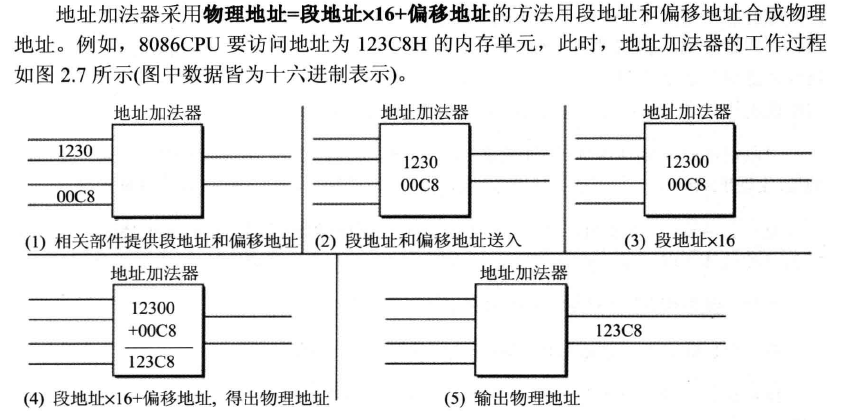 地址加法器采用物理地址=段地址×16+偏移地址的方法用段地址和偏移地址合成物理
地址。例如，8086CPU 要访问地址为 123C8H 的内存单元，此时，地址加法器的工作过程
如图 2.7 所示(图中数据皆为十六进制表示)。
地址加法器
1230
00C8
(1) 相关部件提供段地址和偏移地址
地址加法器
1230
00C8
(2) 段地址和偏移地址送入
地址加法器
12300
00C8
(3) 段地址×16
地址加法器
12300
+00C8
123C8
(4) 段地址×16+偏移地址, 得出物理地址
地址加法器
123C8
(5) 输出物理地址